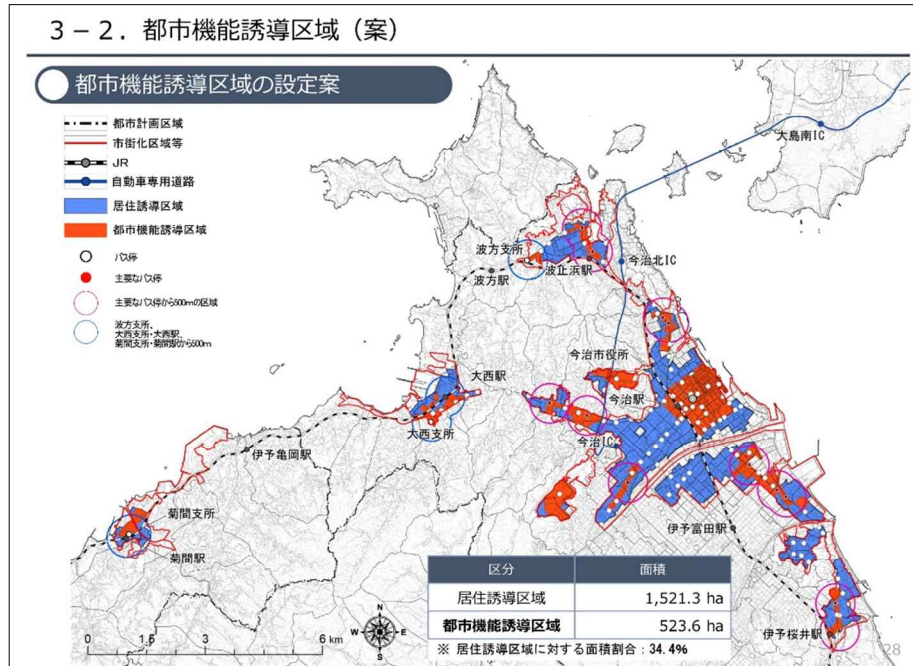 ３－２．都市機能誘導区域（案）
都市機能誘導区域の設定案
都市計画区域
市街化区域等
JR
自動車専用道路
居住誘導区域
都市機能誘導区域
バス停
主要なバス停
主要なバス停から500mの区域
波方支所、
大西支所・大西駅、
菊間支所・菊間駅から500m
大島南IC
波方支所
波止浜駅
今治北IC
波方駅
今治市役所
大西駅
今治駅
大西支所
今治IC
伊予亀岡駅
菊間支所
伊予富田駅
菊間駅
区分
面積
居住誘導区域
1,521.3 ha
都市機能誘導区域
523.6 ha
※ 居住誘導区域に対する面積割合：34.4%
伊予桜井駅
N
W
E
S
0
1.5
3
6 km
28